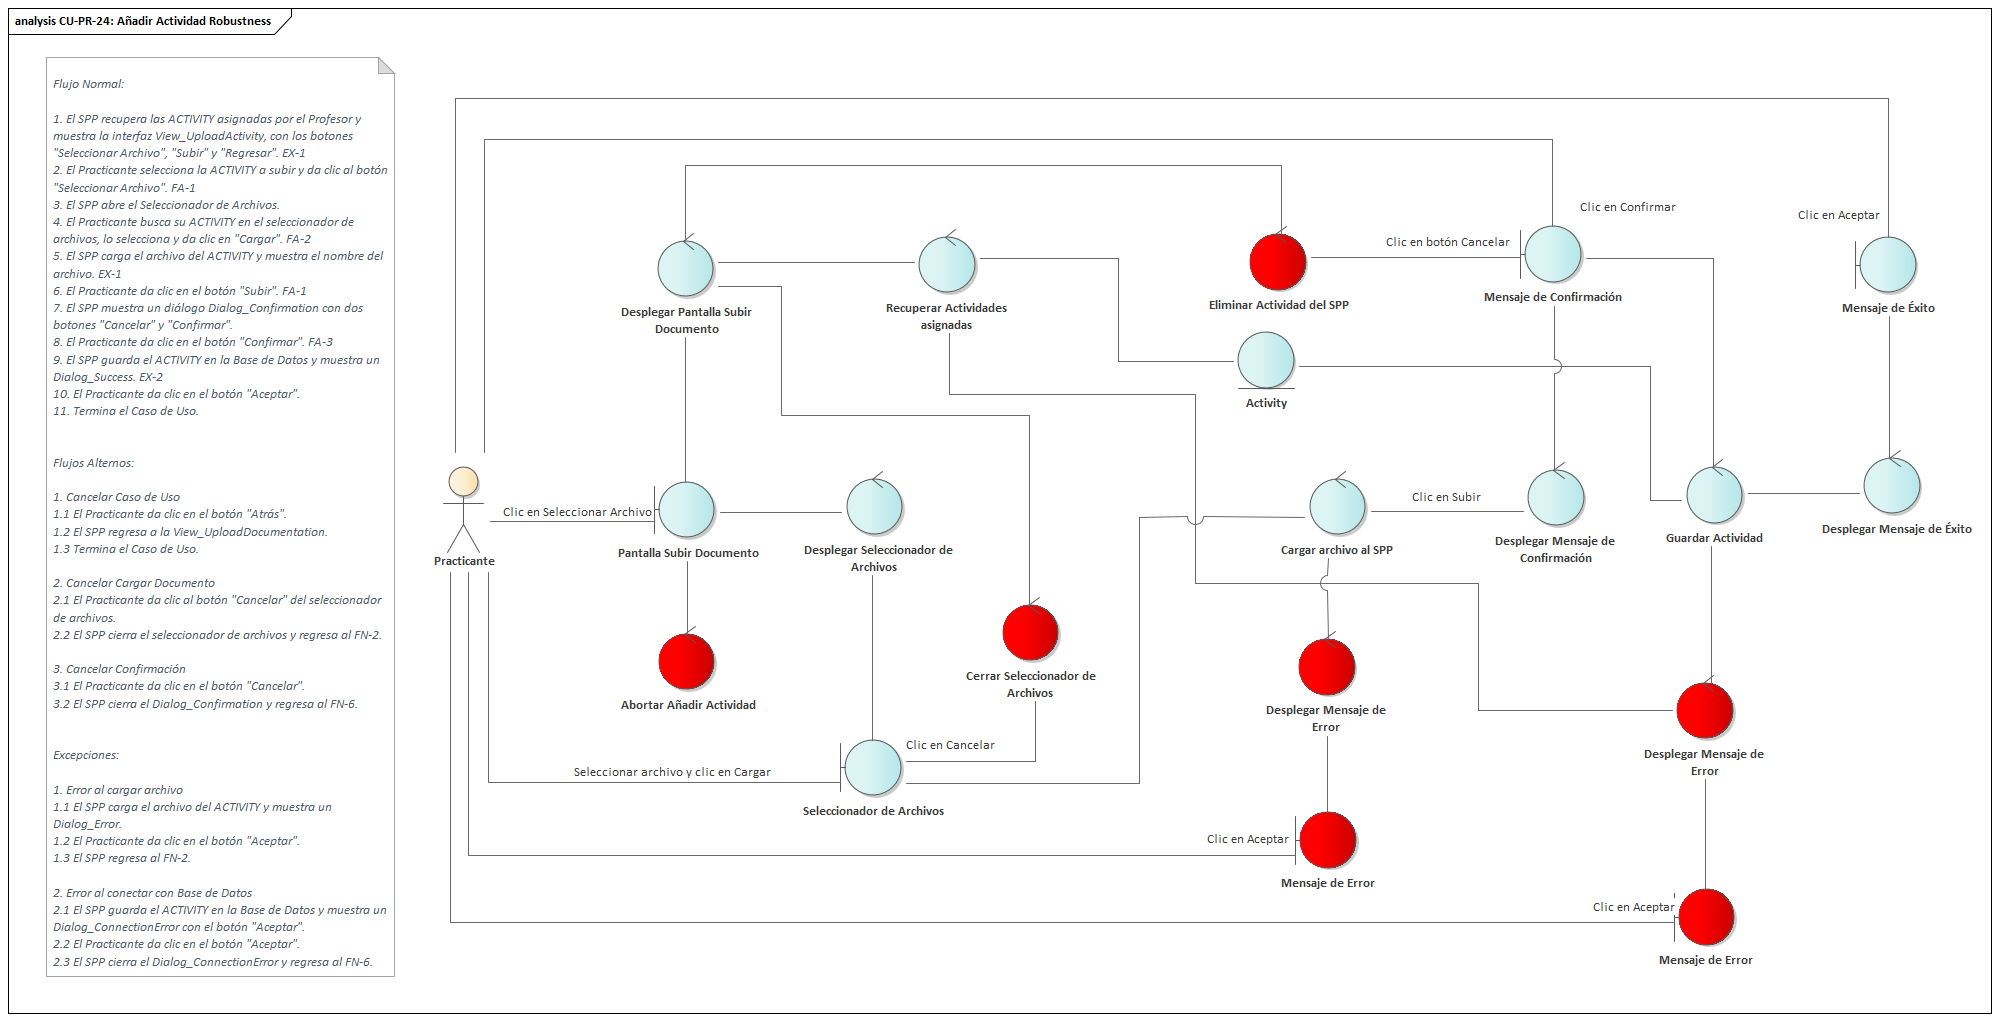 analysis CU-PR-24: Añadir Actividad Robustness
Flujo Normal:
1. El SPP recupera las ACTIVITY asignadas por el Profesor y
muestra la interfaz View_UploadActivity, con los botones
"Seleccionar Archivo", "Subir" y "Regresar". EX-1
2. El Practicante selecciona la ACTIVITY a subir y da clic al botón
"Seleccionar Archivo". FA-1
3. El SPP abre el Seleccionador de Archivos.
4. El Practicante busca su ACTIVITY en el seleccionador de
archivos, lo selecciona y da clic en "Cargar". FA-2
5. El SPP carga el archivo del ACTIVITY y muestra el nombre del
archivo. EX-1
6. El Practicante da clic en el botón "Subir". FA-1
7. El SPP muestra un diálogo Dialog_Confirmation con dos
botones "Cancelar" y "Confirmar".
8. El Practicante da clic en el botón "Confirmar". FA-3
9. El SPP guarda el ACTIVITY en la Base de Datos y muestra un
Dialog_Success. EX-2
10. El Practicante da clic en el botón "Aceptar".
11. Termina el Caso de Uso.
Flujos Alternos:
1. Cancelar Caso de Uso
1.1 El Practicante da clic en el botón "Atrás".
1.2 El SPP regresa a la View_UploadDocumentation.
1.3 Termina el Caso de Uso.
2. Cancelar Cargar Documento
2.1 El Practicante da clic al botón "Cancelar" del seleccionador
de archivos.
2.2 El SPP cierra el seleccionador de archivos y regresa al FN-2.
3. Cancelar Confirmación
3.1 El Practicante da clic en el botón "Cancelar".
3.2 El SPP cierra el Dialog_Confirmation y regresa al FN-6.
Excepciones:
1. Error al cargar archivo
1.1 El SPP carga el archivo del ACTIVITY y muestra un
Dialog_Error.
1.2 El Practicante da clic en el botón "Aceptar".
1.3 El SPP regresa al FN-2.
2. Error al conectar con Base de Datos
2.1 El SPP guarda el ACTIVITY en la Base de Datos y muestra un
Dialog_ConnectionError con el botón "Aceptar".
2.2 El Practicante da clic en el botón "Aceptar".
2.3 El SPP cierra el Dialog_ConnectionError y regresa al FN-6.
Clic en Confirmar
Clic en Aceptar
Clic en botón Cancelar
Desplegar Pantalla Subir
Documento
Recuperar Actividades
asignadas
Eliminar Actividad del SPP
Mensaje de Confirmación
Mensaje de Éxito
Activity
Practicante
Clic en Seleccionar Archivo
Pantalla Subir Documento
Desplegar Seleccionador de
Archivos
Cargar archivo al SPP
Clic en Subir
Desplegar Mensaje de
Confirmación
Guardar Actividad
Desplegar Mensaje de Éxito
Abortar Añadir Actividad
Cerrar Seleccionador de
Archivos
Desplegar Mensaje de
Error
Desplegar Mensaje de
Error
Clic en Cancelar
Seleccionar archivo y clic en Cargar
Seleccionador de Archivos
Clic en Aceptar
Mensaje de Error
Clic en Aceptar
Mensaje de Error